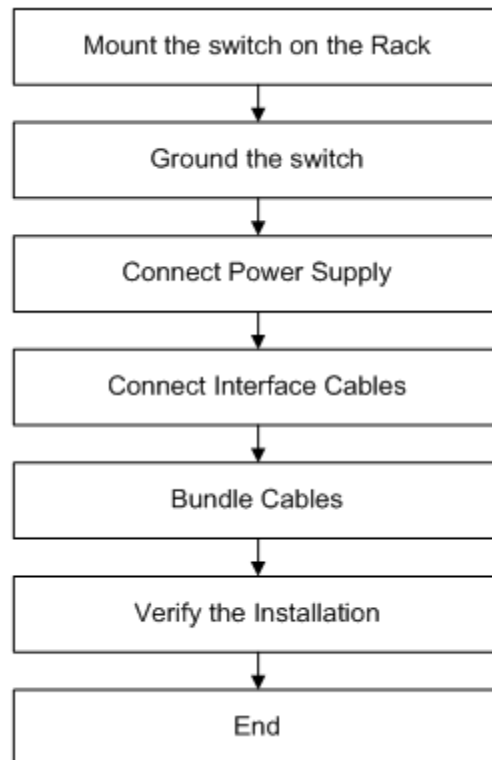 Mount the switch on the Rack
Ground the switch
Connect Power Supply
Connect Interface Cables
Bundle Cables
Verify the Installation
End